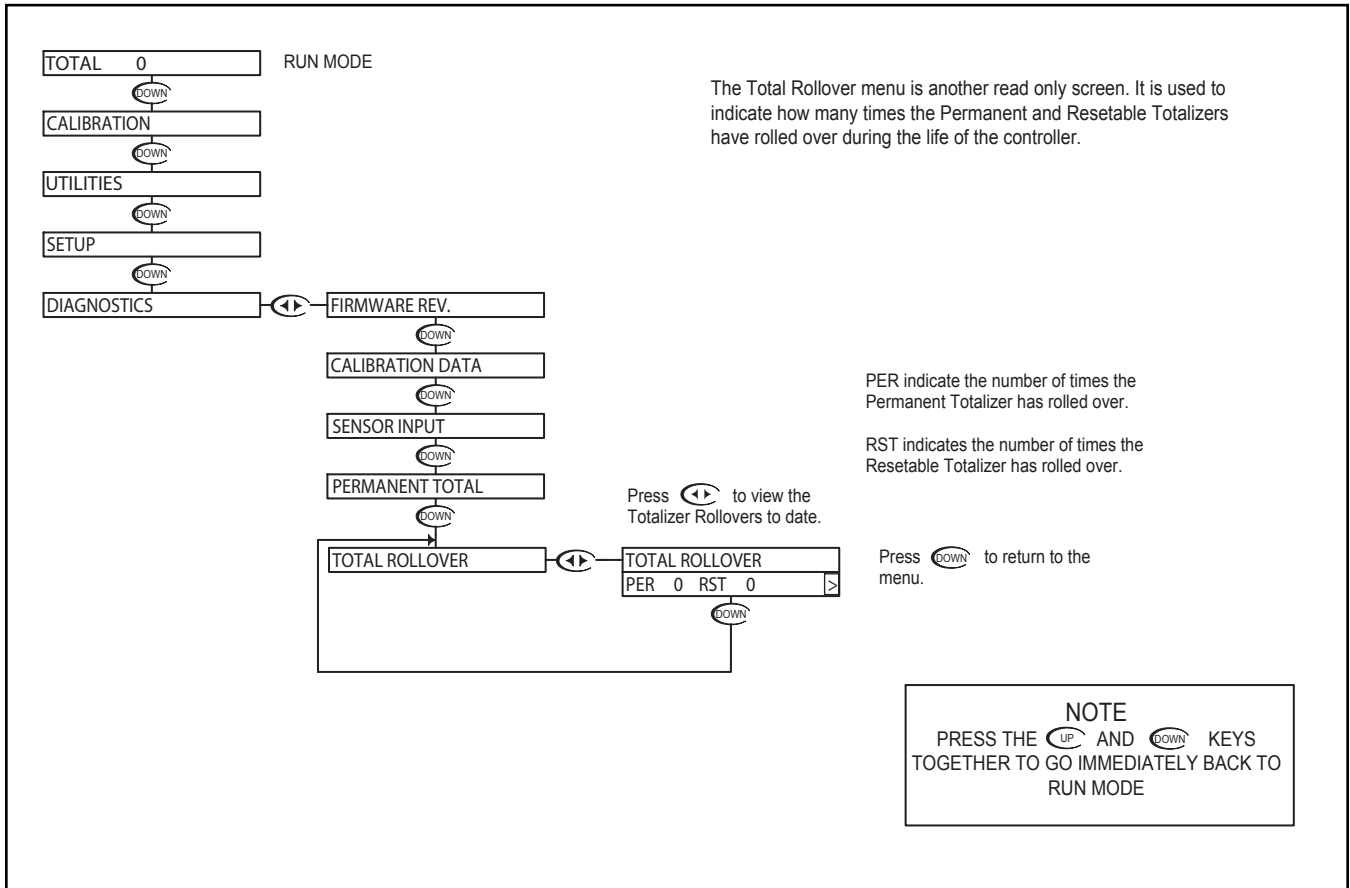 TOTAL 0
RUN MODE
The Total Rollover menu is another read only screen. It is used to
indicate how many times the Permanent and Resetable Totalizers
have rolled over during the life of the controller.
DOWN
CALIBRATION
DOWN
UTILITIES
DOWN
SETUP
DOWN
DIAGNOSTICS
FIRMWARE REV.
DOWN
CALIBRATION DATA
DOWN
SENSOR INPUT
DOWN
PERMANENT TOTAL
DOWN
TOTAL ROLLOVER
Press to view the
Totalizer Rollovers to date.
TOTAL ROLLOVER
PER 0 RST 0 >
DOWN
PER indicate the number of times the
Permanent Totalizer has rolled over.
RST indicates the number of times the
Resetable Totalizer has rolled over.
Press DOWN to return to the
menu.
NOTE
PRESS THE UP AND DOWN KEYS
TOGETHER TO GO IMMEDIATELY BACK TO
RUN MODE